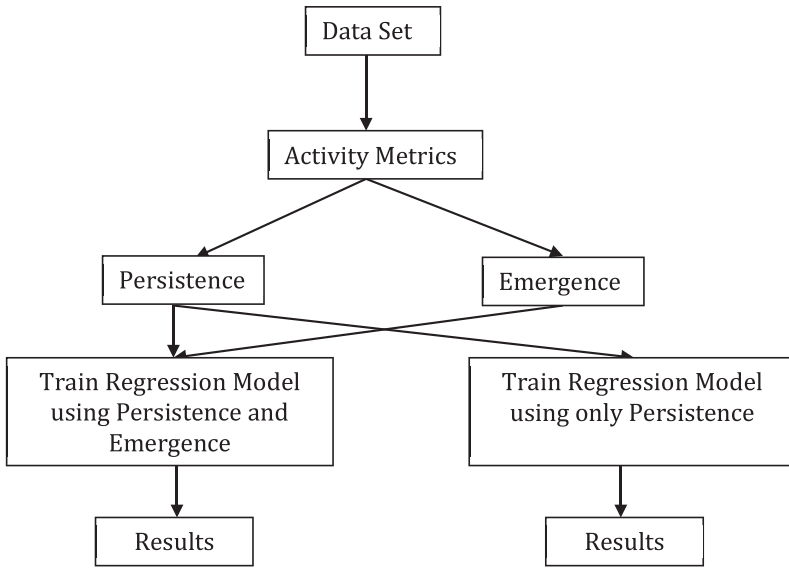 Data Set
Activity Metrics
Persistence
Emergence
Train Regression Model
using Persistence and
Emergence
Train Regression Model
using only Persistence
Results
Results